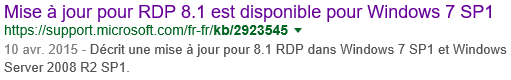 Mise à jour pour RDP 8.1 est disponible pour Windows 7 SP1
https://support.microsoft.com/fr-fr/kb/2923545
10 avr. 2015 - Décrit une mise à jour pour 8.1 RDP dans Windows 7 SP1 et Windows
Server 2008 R2 SP1.